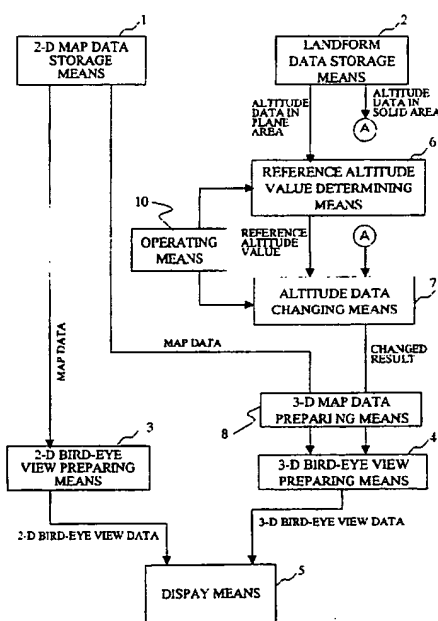 1
2-D MAP DATA
STORAGE
MEANS
2
LANDFORM
DATA STORAGE
MEANS
ALTITUDE
DATA IN
PLANE
AREA
ALTITUDE
DATA IN
SOLID AREA
A
6
REFERENCE ALTITUDE
VALUE DETERMINING
MEANS
10
OPERATING
MEANS
REFERENCE
ALTITUDE
VALUE
A
7
ALTITUDE DATA
CHANGING MEANS
MAP DATA
MAP DATA
CHANGED
RESULT
8
3-D MAP DATA
PREPARING MEANS
3
2-D BIRD-EYE
VIEW PREPARING
MEANS
4
3-D BIRD-EYE VIEW
PREPARING MEANS
2-D BIRD-EYE VIEW DATA
3-D BIRD-EYE VIEW DATA
5
DISPAY MEANS